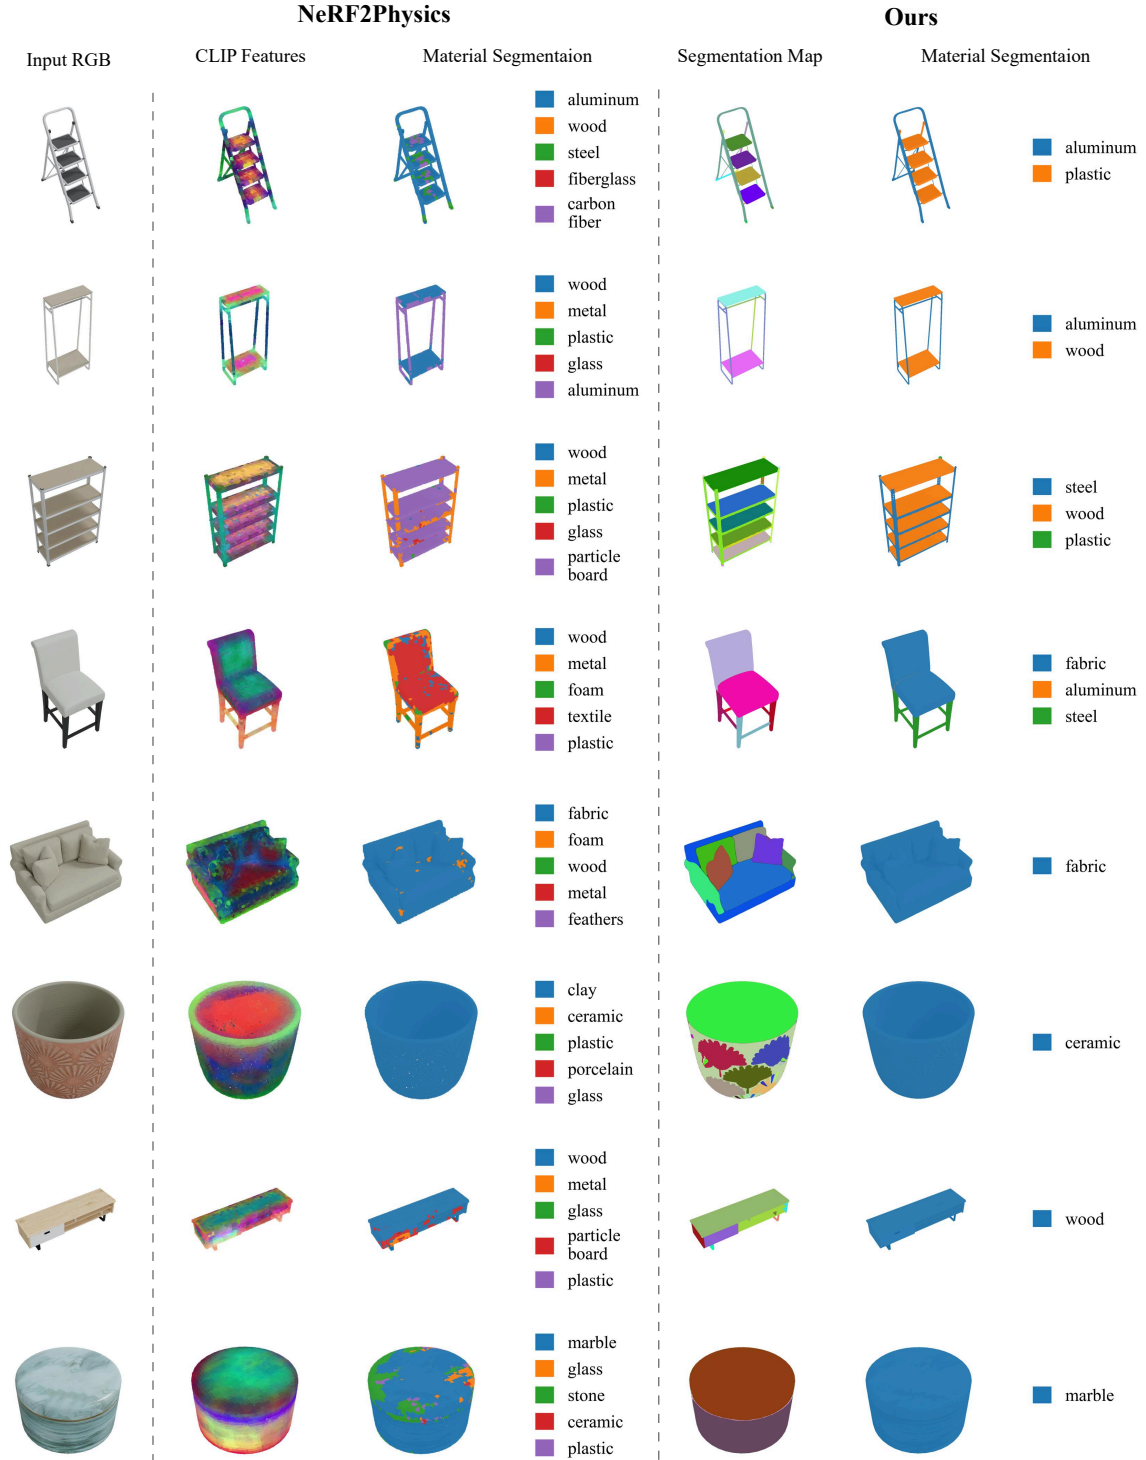 NeRF2Physics
Ours
Input RGB
CLIP Features
Material Segmentaion
Segmentation Map
Material Segmentaion
aluminum
wood
steel
fiberglass
carbon
fiber
aluminum
plastic
wood
metal
plastic
glass
aluminum
aluminum
wood
wood
metal
plastic
glass
particle
board
steel
wood
plastic
wood
metal
foam
textile
plastic
fabric
aluminum
steel
fabric
foam
wood
metal
feathers
fabric
clay
ceramic
plastic
porcelain
glass
ceramic
wood
metal
glass
particle
board
plastic
wood
marble
glass
stone
ceramic
plastic
marble